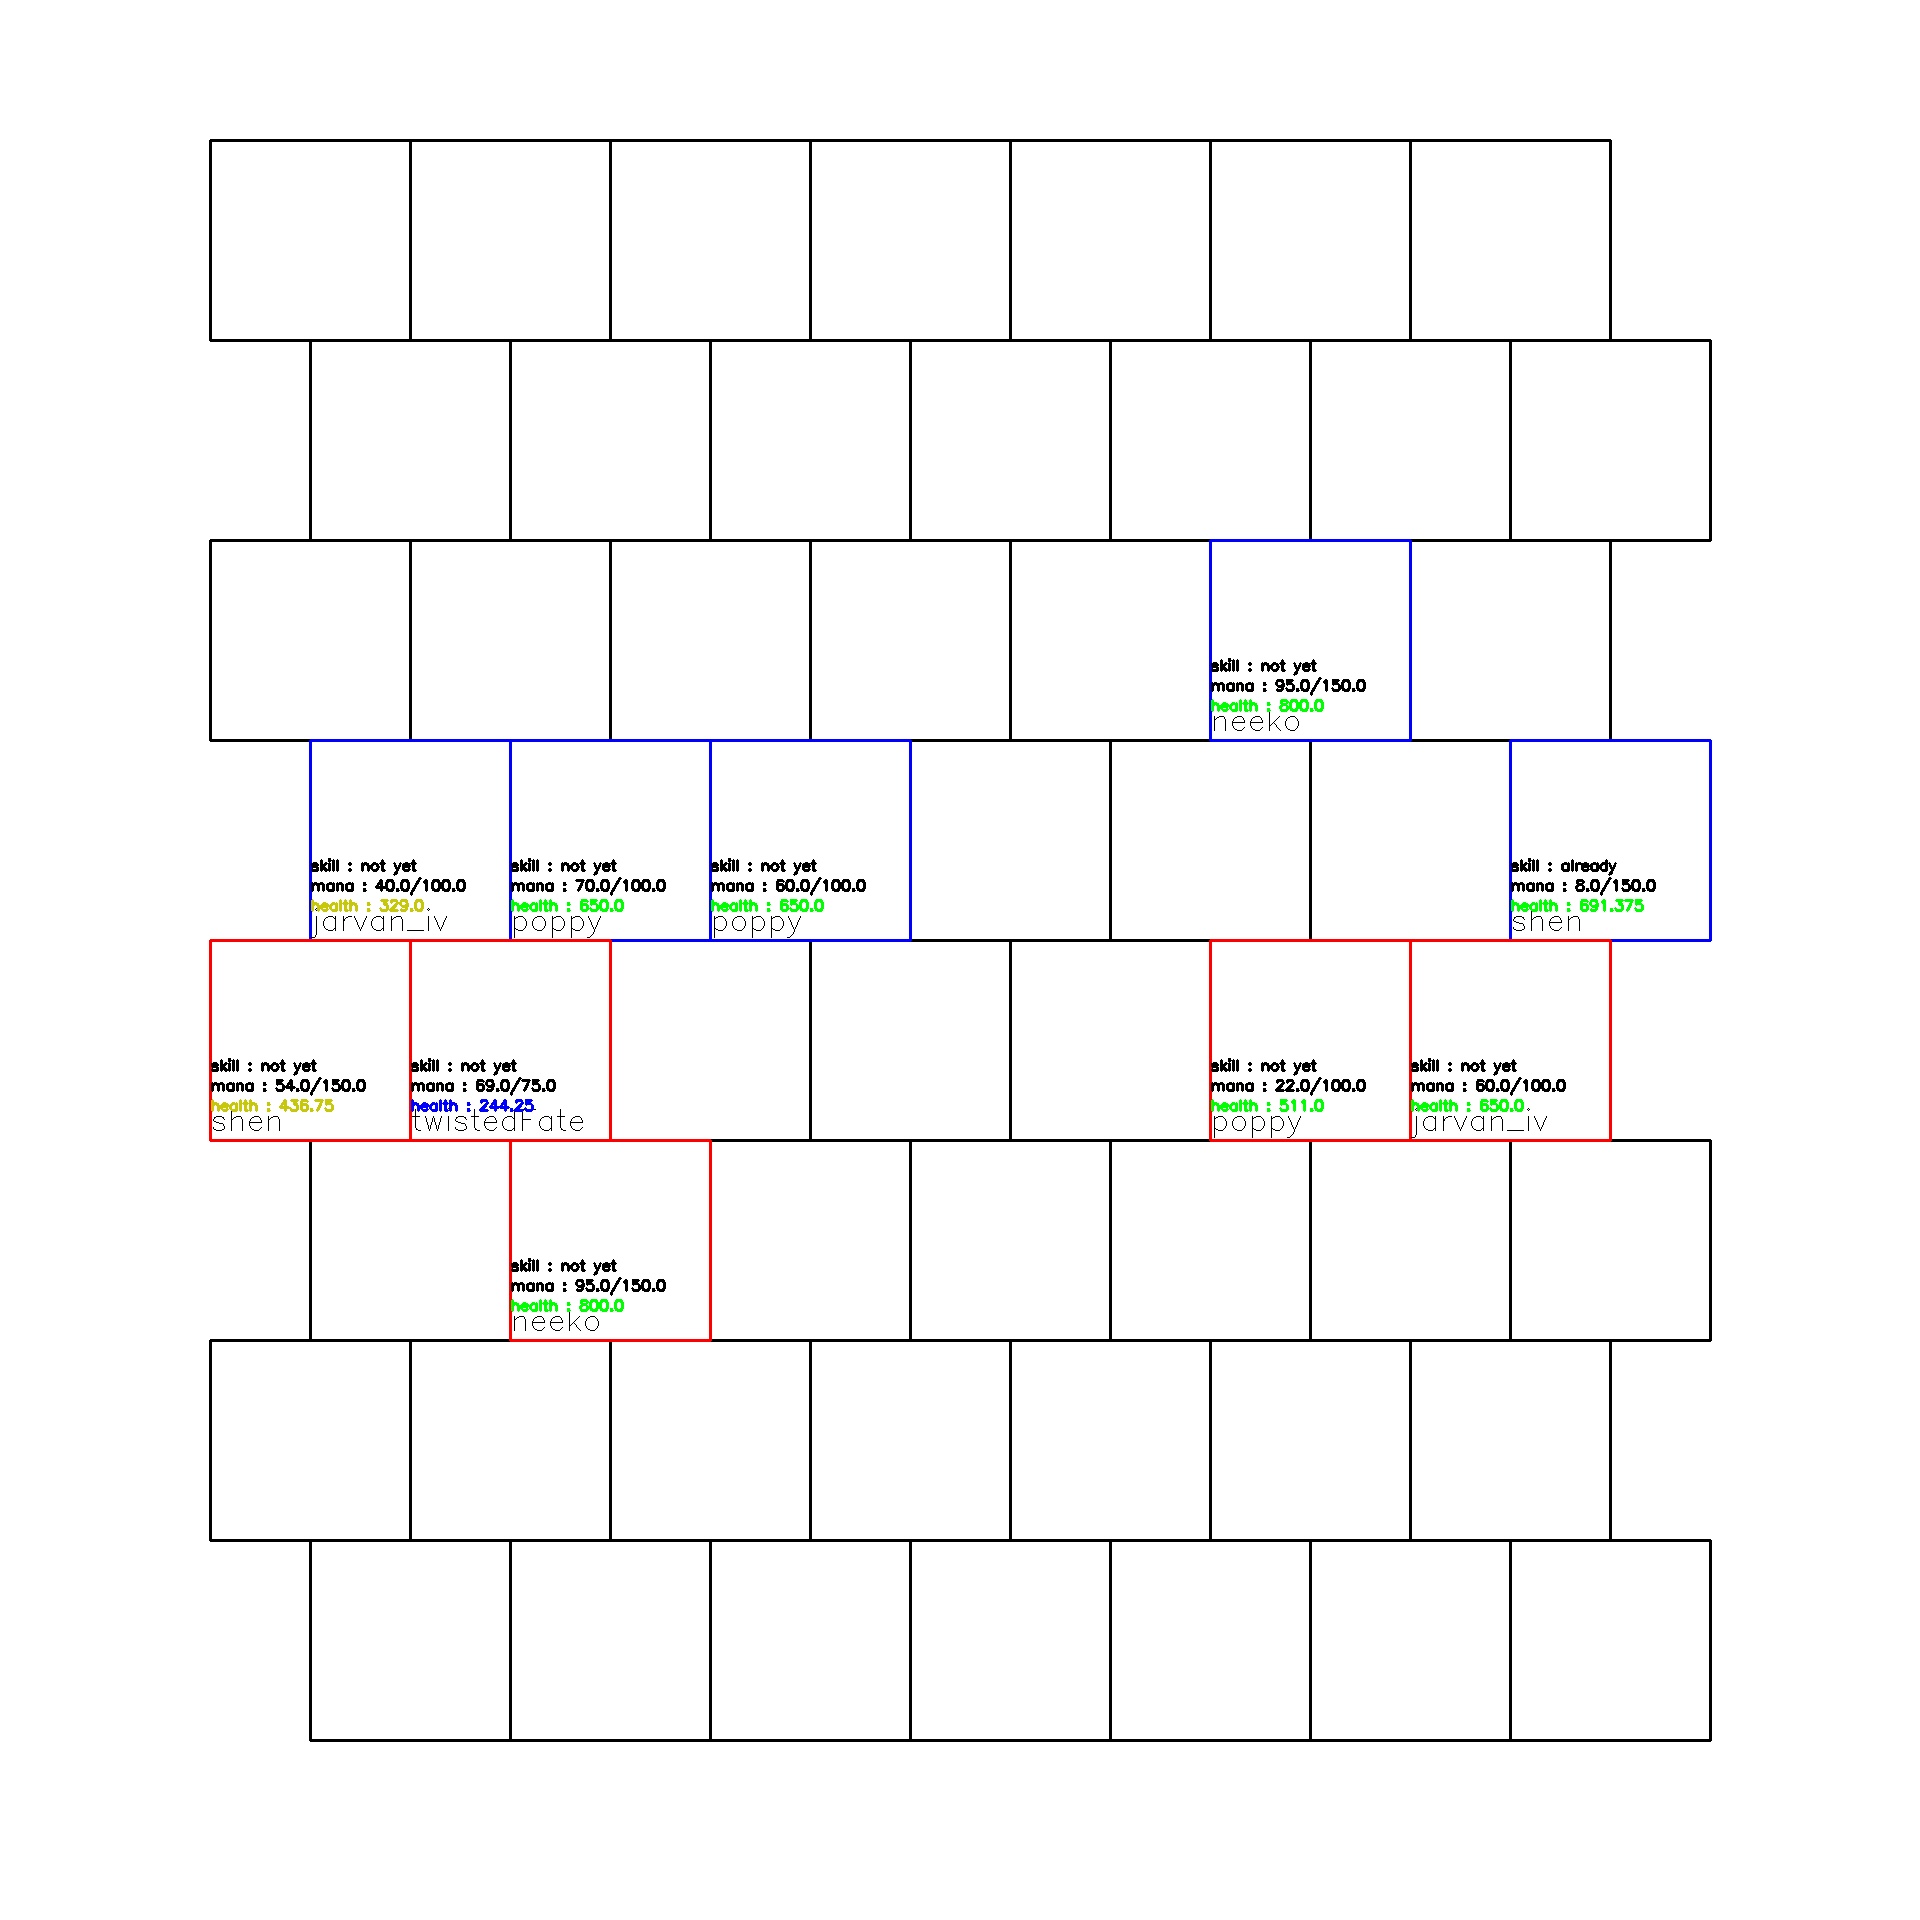 skill : not yet
mana : 95.0/150.0
health : 800.0
neeko
skill : not yet
mana : 40.0/100.0
health : 329.0
jarvan_iv
skill : not yet
mana : 70.0/100.0
health : 650.0
poppy
skill : not yet
mana : 60.0/100.0
health : 650.0
poppy
skill : already
mana : 8.0/150.0
health : 691.375
shen
skill : not yet
mana : 54.0/150.0
health : 436.75
shen
skill : not yet
mana : 69.0/75.0
health : 244.25
twistedFate
skill : not yet
mana : 22.0/100.0
health : 511.0
poppy
skill : not yet
mana : 60.0/100.0
health : 650.0
jarvan_iv
skill : not yet
mana : 95.0/150.0
health : 800.0
neeko